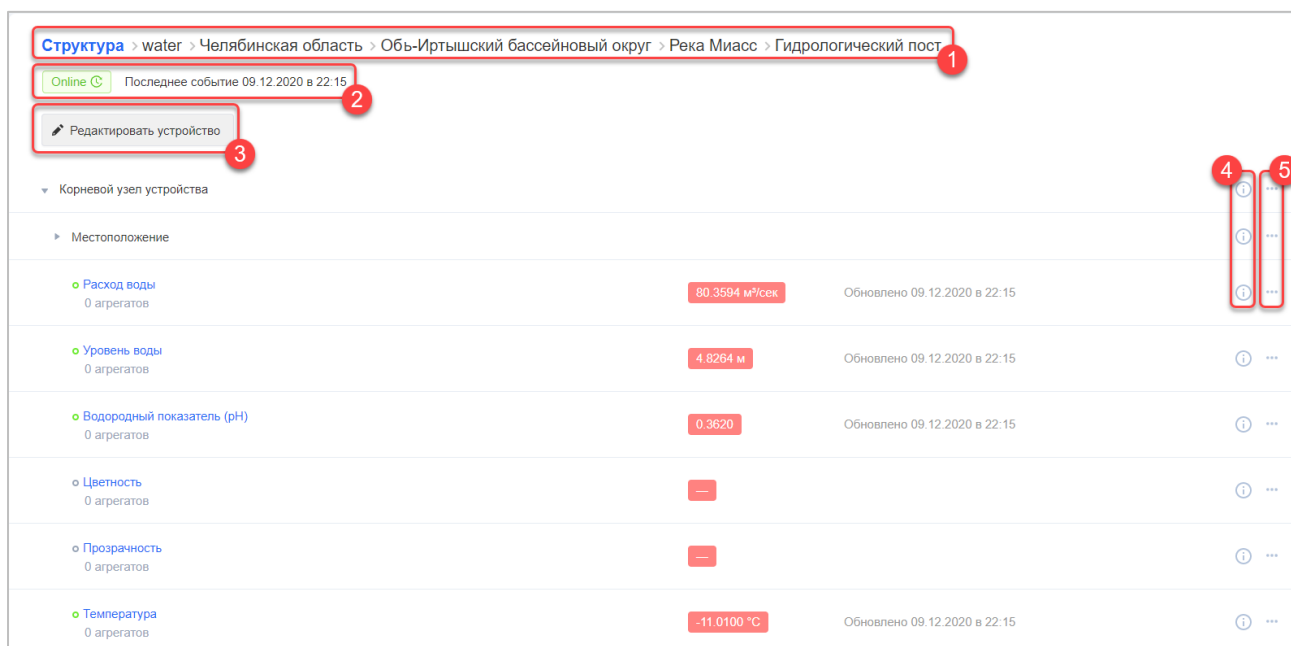 Структура > water > Челябинская область > Обь-Иртышский бассейновый округ > Река Миасс > Гидрологический пост
1
Online Последнее событие 09.12.2020 в 22:15
2
Редактировать устройство
3
4 5
Корневой узел устройства
Местоположение
Расход воды
0 агрегатов
80.3594 м³/сек Обновлено 09.12.2020 в 22:15
Уровень воды
0 агрегатов
4.8264 м Обновлено 09.12.2020 в 22:15
Водородный показатель (pH)
0 агрегатов
0.3620 Обновлено 09.12.2020 в 22:15
Цветность
0 агрегатов
—
Прозрачность
0 агрегатов
—
Температура
0 агрегатов
-11.0100 °C Обновлено 09.12.2020 в 22:15